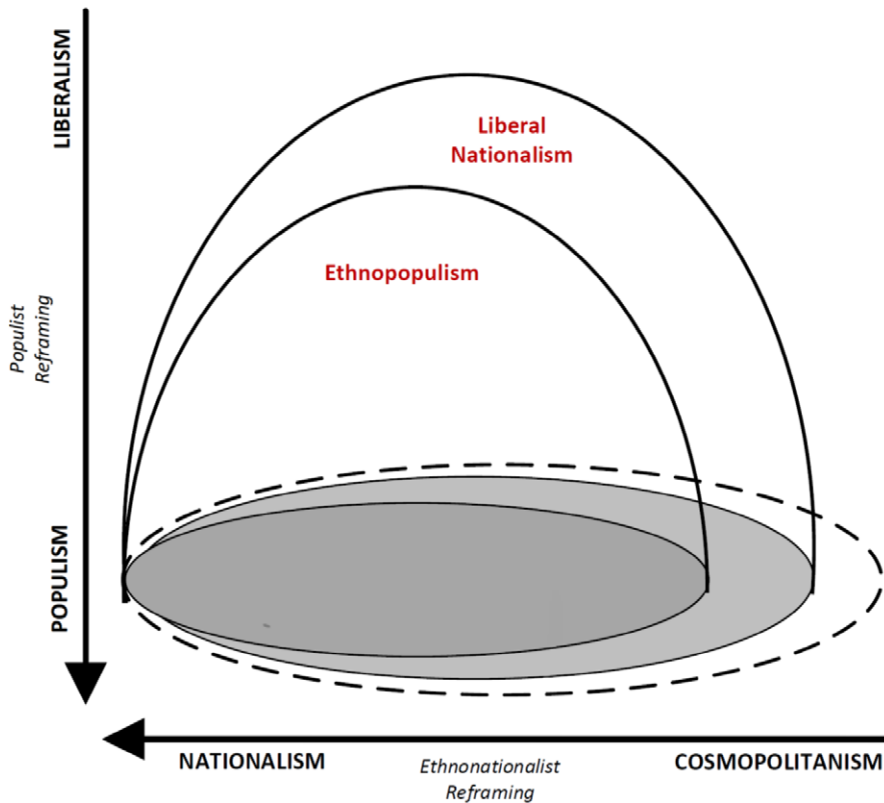 LIBERALISM
Liberal
Nationalism
Ethnopopulism
Populist
Reframing
POPULISM
NATIONALISM
Ethnonationalist
Reframing
COSMOPOLITANISM